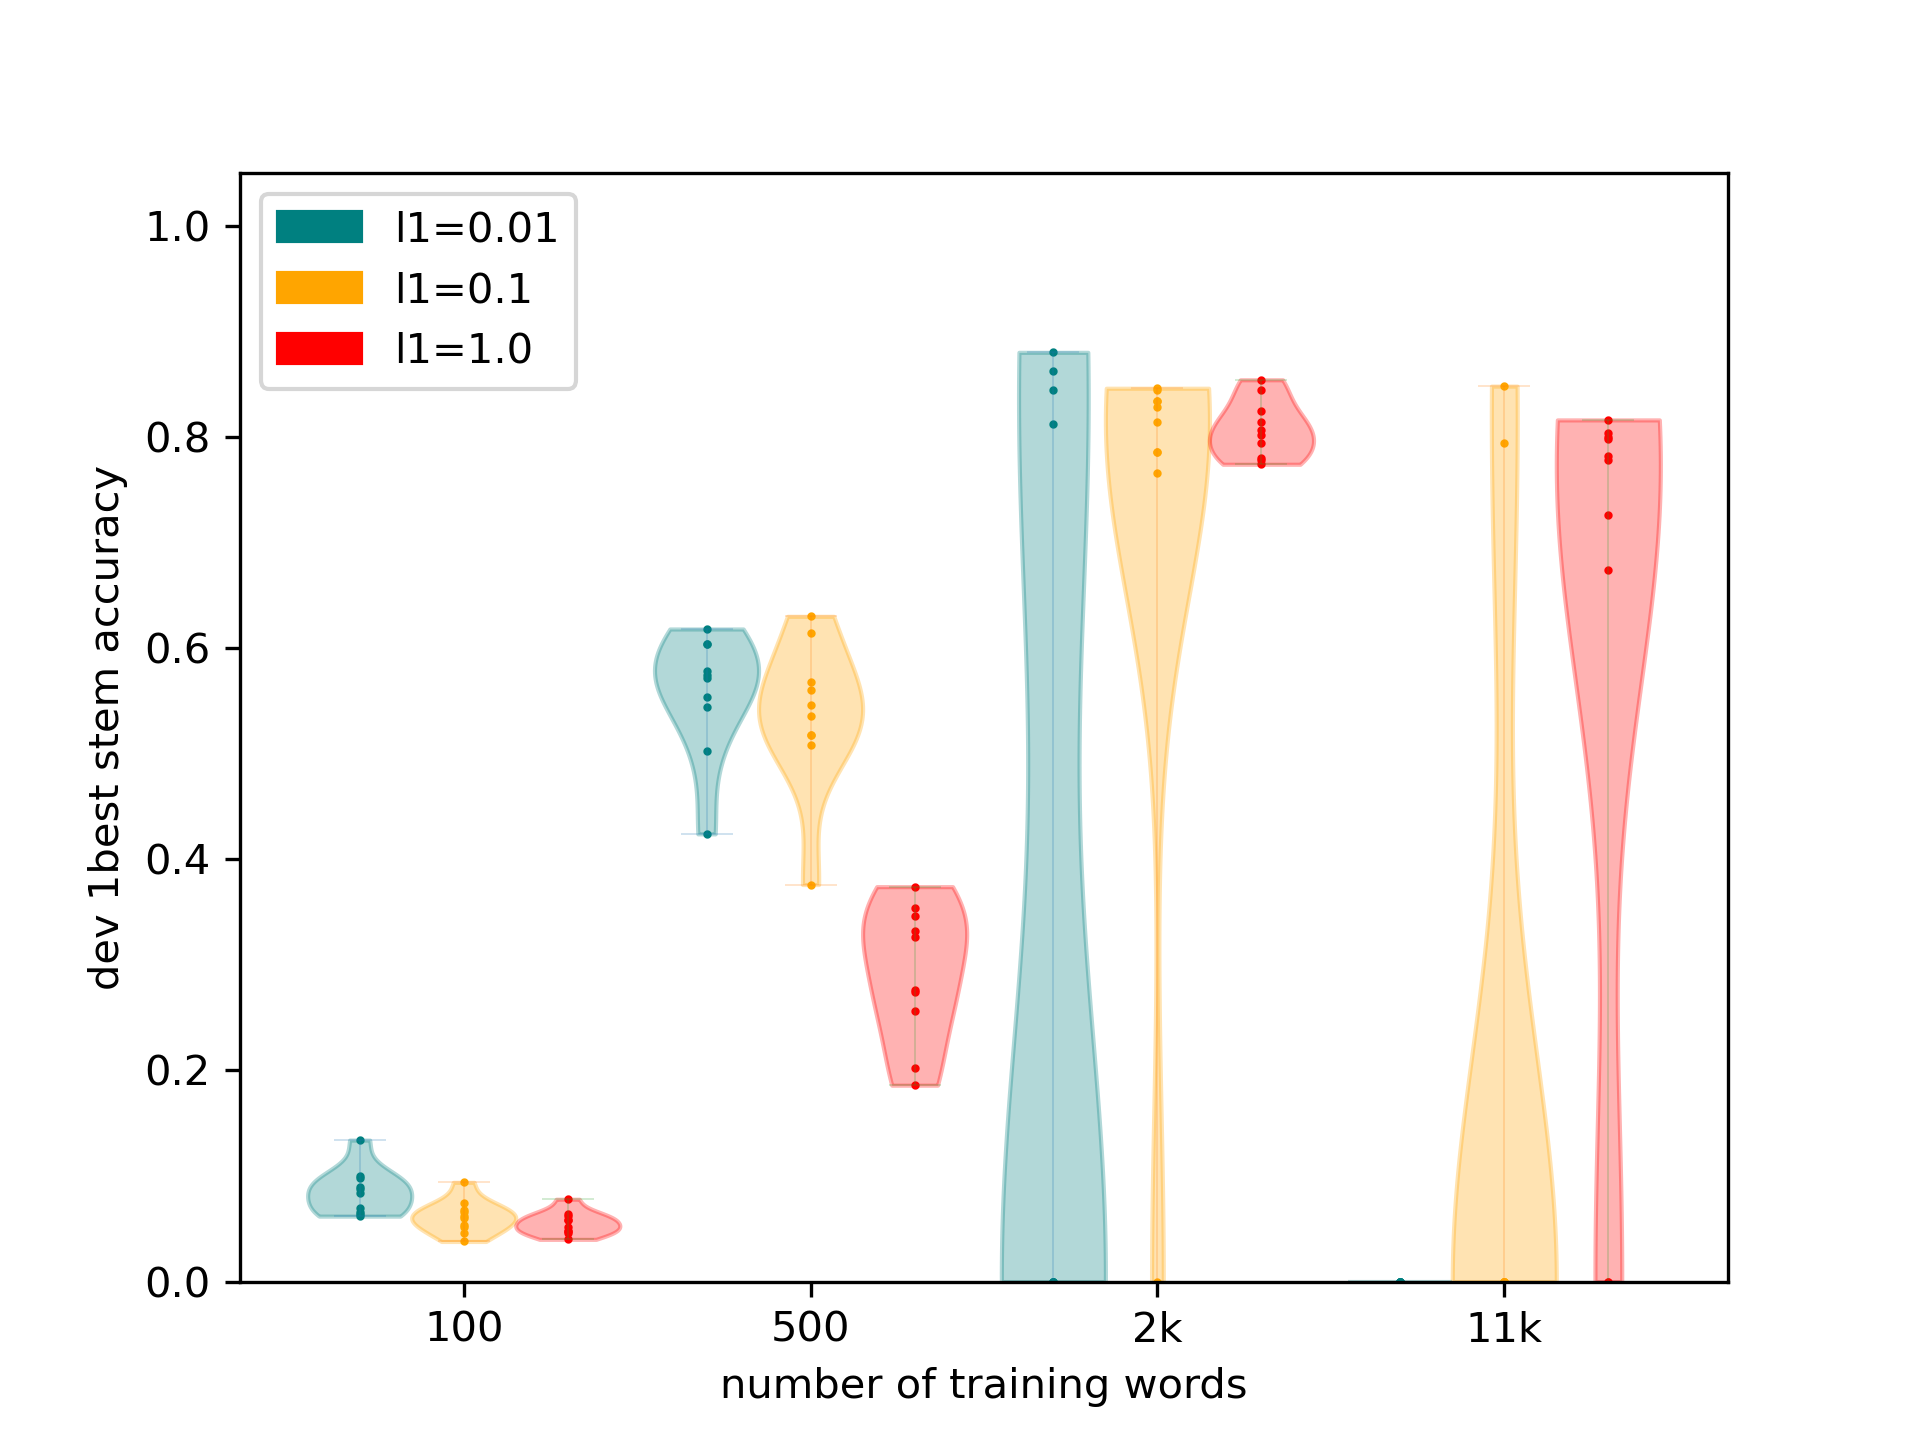 l1=0.01
l1=0.1
l1=1.0
1.0
0.8
0.6
0.4
0.2
0.0
dev 1best stem accuracy
100 500 2k 11k
number of training words